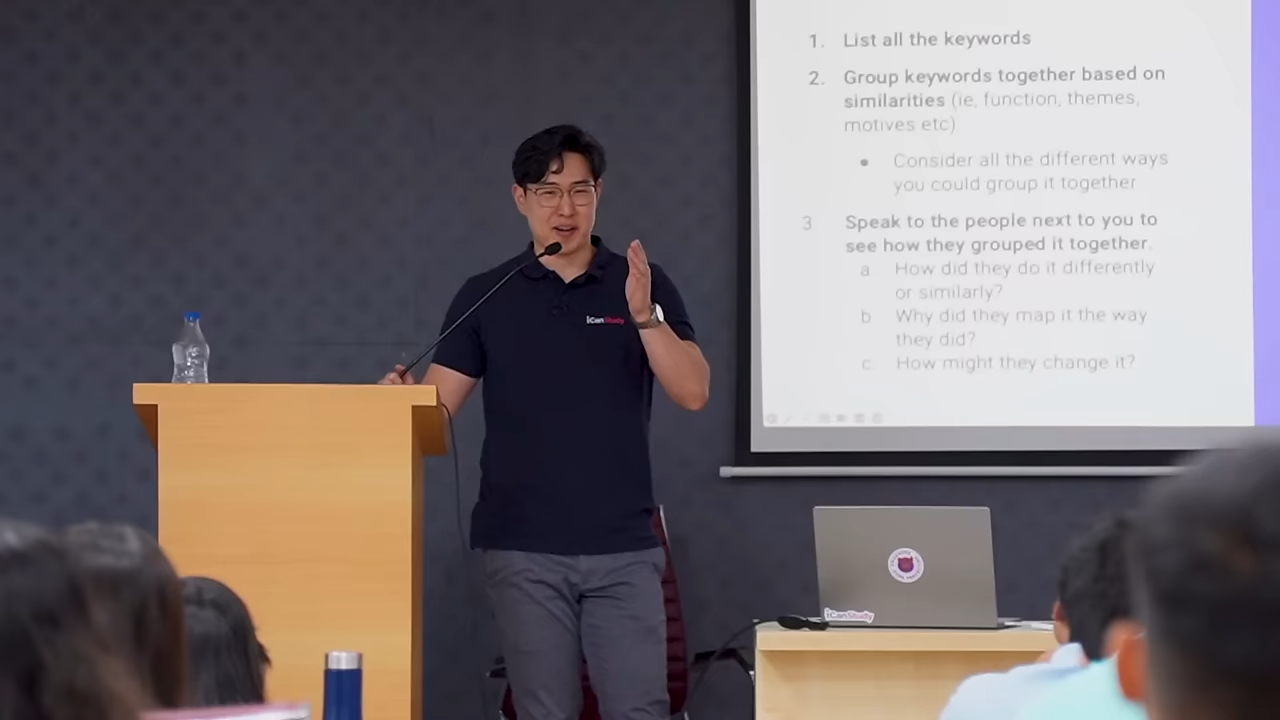 1. List all the keywords
2. Group keywords together based on
similarities (ie, function, themes,
motives etc)
● Consider all the different ways
you could group it together
3 Speak to the people next to you to
see how they grouped it together.
a How did they do it differently
or similarly?
b Why did they map it the way
they did?
c. How might they change it?
iCanStudy
iCanStudy